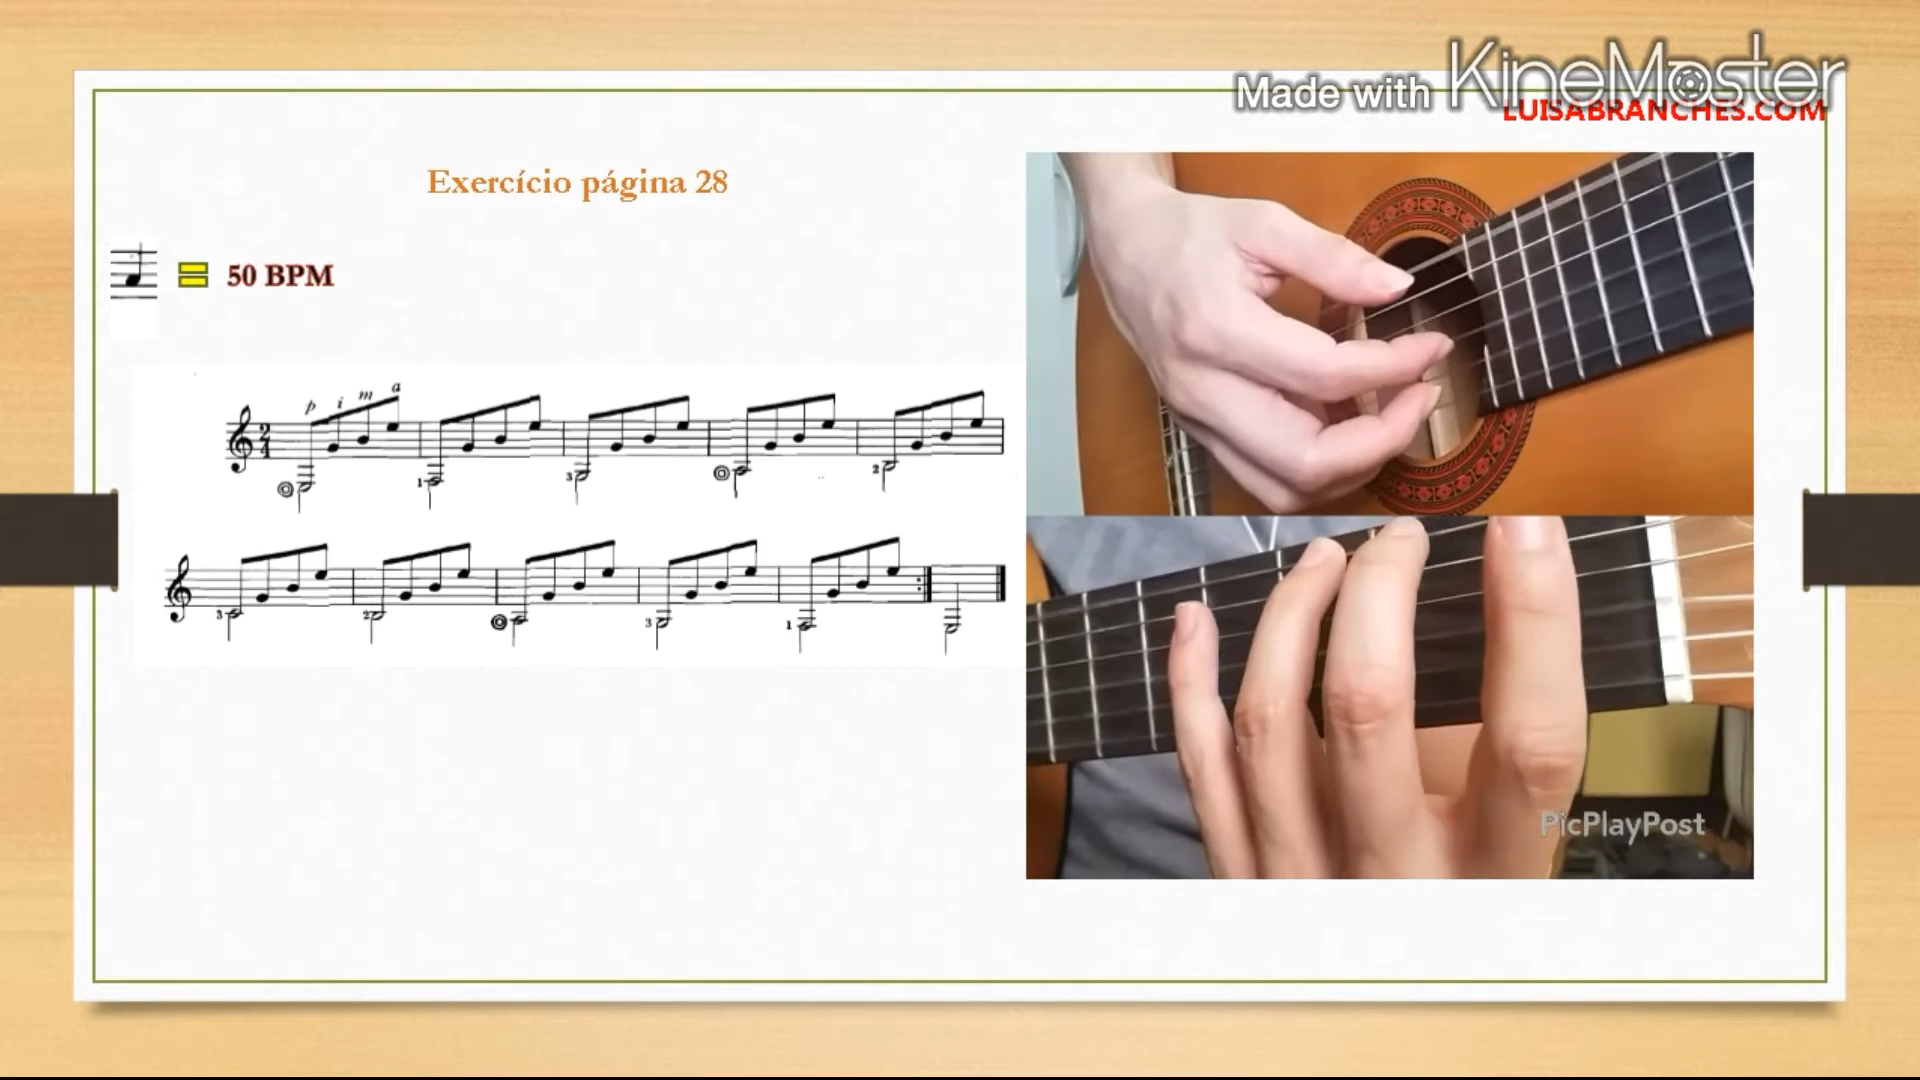 Made with KineMaster
LUISABRANCHES.COM
Exercício página 28
50 BPM
p i m a
2
4
1 3 2
3 2 3 1
PicPlayPost